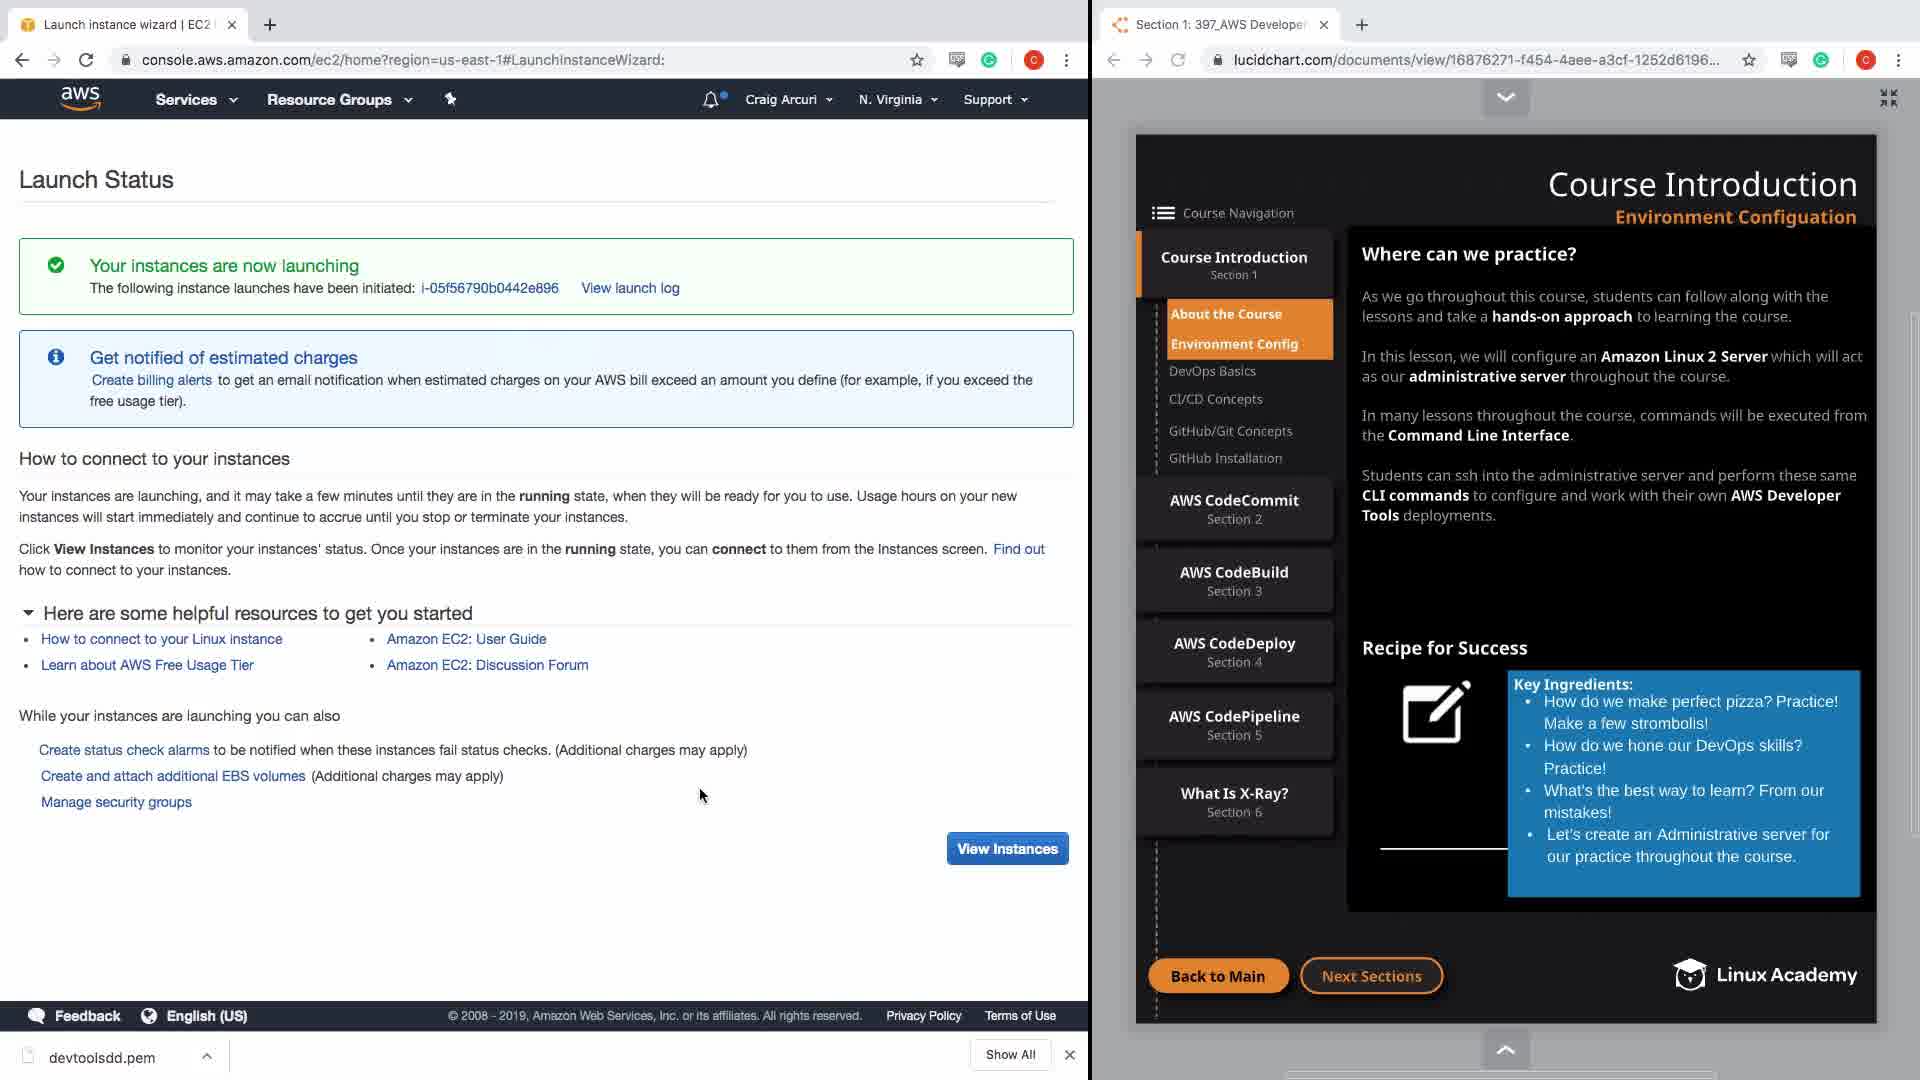 Launch instance wizard | EC2
console.aws.amazon.com/ec2/home?region=us-east-1#LaunchInstanceWizard:
C
aws
Services
Resource Groups
Craig Arcuri
N. Virginia
Support
Launch Status
Your instances are now launching
The following instance launches have been initiated: i-05f56790b0442e896 View launch log
Get notified of estimated charges
Create billing alerts to get an email notification when estimated charges on your AWS bill exceed an amount you define (for example, if you exceed the
free usage tier).
How to connect to your instances
Your instances are launching, and it may take a few minutes until they are in the running state, when they will be ready for you to use. Usage hours on your new
instances will start immediately and continue to accrue until you stop or terminate your instances.
Click View Instances to monitor your instances' status. Once your instances are in the running state, you can connect to them from the Instances screen. Find out
how to connect to your instances.
Here are some helpful resources to get you started
• How to connect to your Linux instance
• Amazon EC2: User Guide
• Learn about AWS Free Usage Tier
• Amazon EC2: Discussion Forum
While your instances are launching you can also
Create status check alarms to be notified when these instances fail status checks. (Additional charges may apply)
Create and attach additional EBS volumes (Additional charges may apply)
Manage security groups
View Instances
Feedback
English (US)
© 2008 - 2019, Amazon Web Services, Inc. or its affiliates. All rights reserved.
Privacy Policy
Terms of Use
devtoolsdd.pem
Show All
Section 1: 397_AWS Developer
lucidchart.com/documents/view/16876271-f454-4aee-a3cf-1252d6196...
C
Course Introduction
Environment Configuation
Course Navigation
Course Introduction
Section 1
About the Course
Environment Config
DevOps Basics
CI/CD Concepts
GitHub/Git Concepts
GitHub Installation
AWS CodeCommit
Section 2
AWS CodeBuild
Section 3
AWS CodeDeploy
Section 4
AWS CodePipeline
Section 5
What Is X-Ray?
Section 6
Where can we practice?
As we go throughout this course, students can follow along with the
lessons and take a hands-on approach to learning the course.
In this lesson, we will configure an Amazon Linux 2 Server which will act
as our administrative server throughout the course.
In many lessons throughout the course, commands will be executed from
the Command Line Interface.
Students can ssh into the administrative server and perform these same
CLI commands to configure and work with their own AWS Developer
Tools deployments.
Recipe for Success
Key Ingredients:
• How do we make perfect pizza? Practice!
Make a few strombolis!
• How do we hone our DevOps skills?
Practice!
• What's the best way to learn? From our
mistakes!
• Let's create an Administrative server for
our practice throughout the course.
Back to Main
Next Sections
Linux Academy